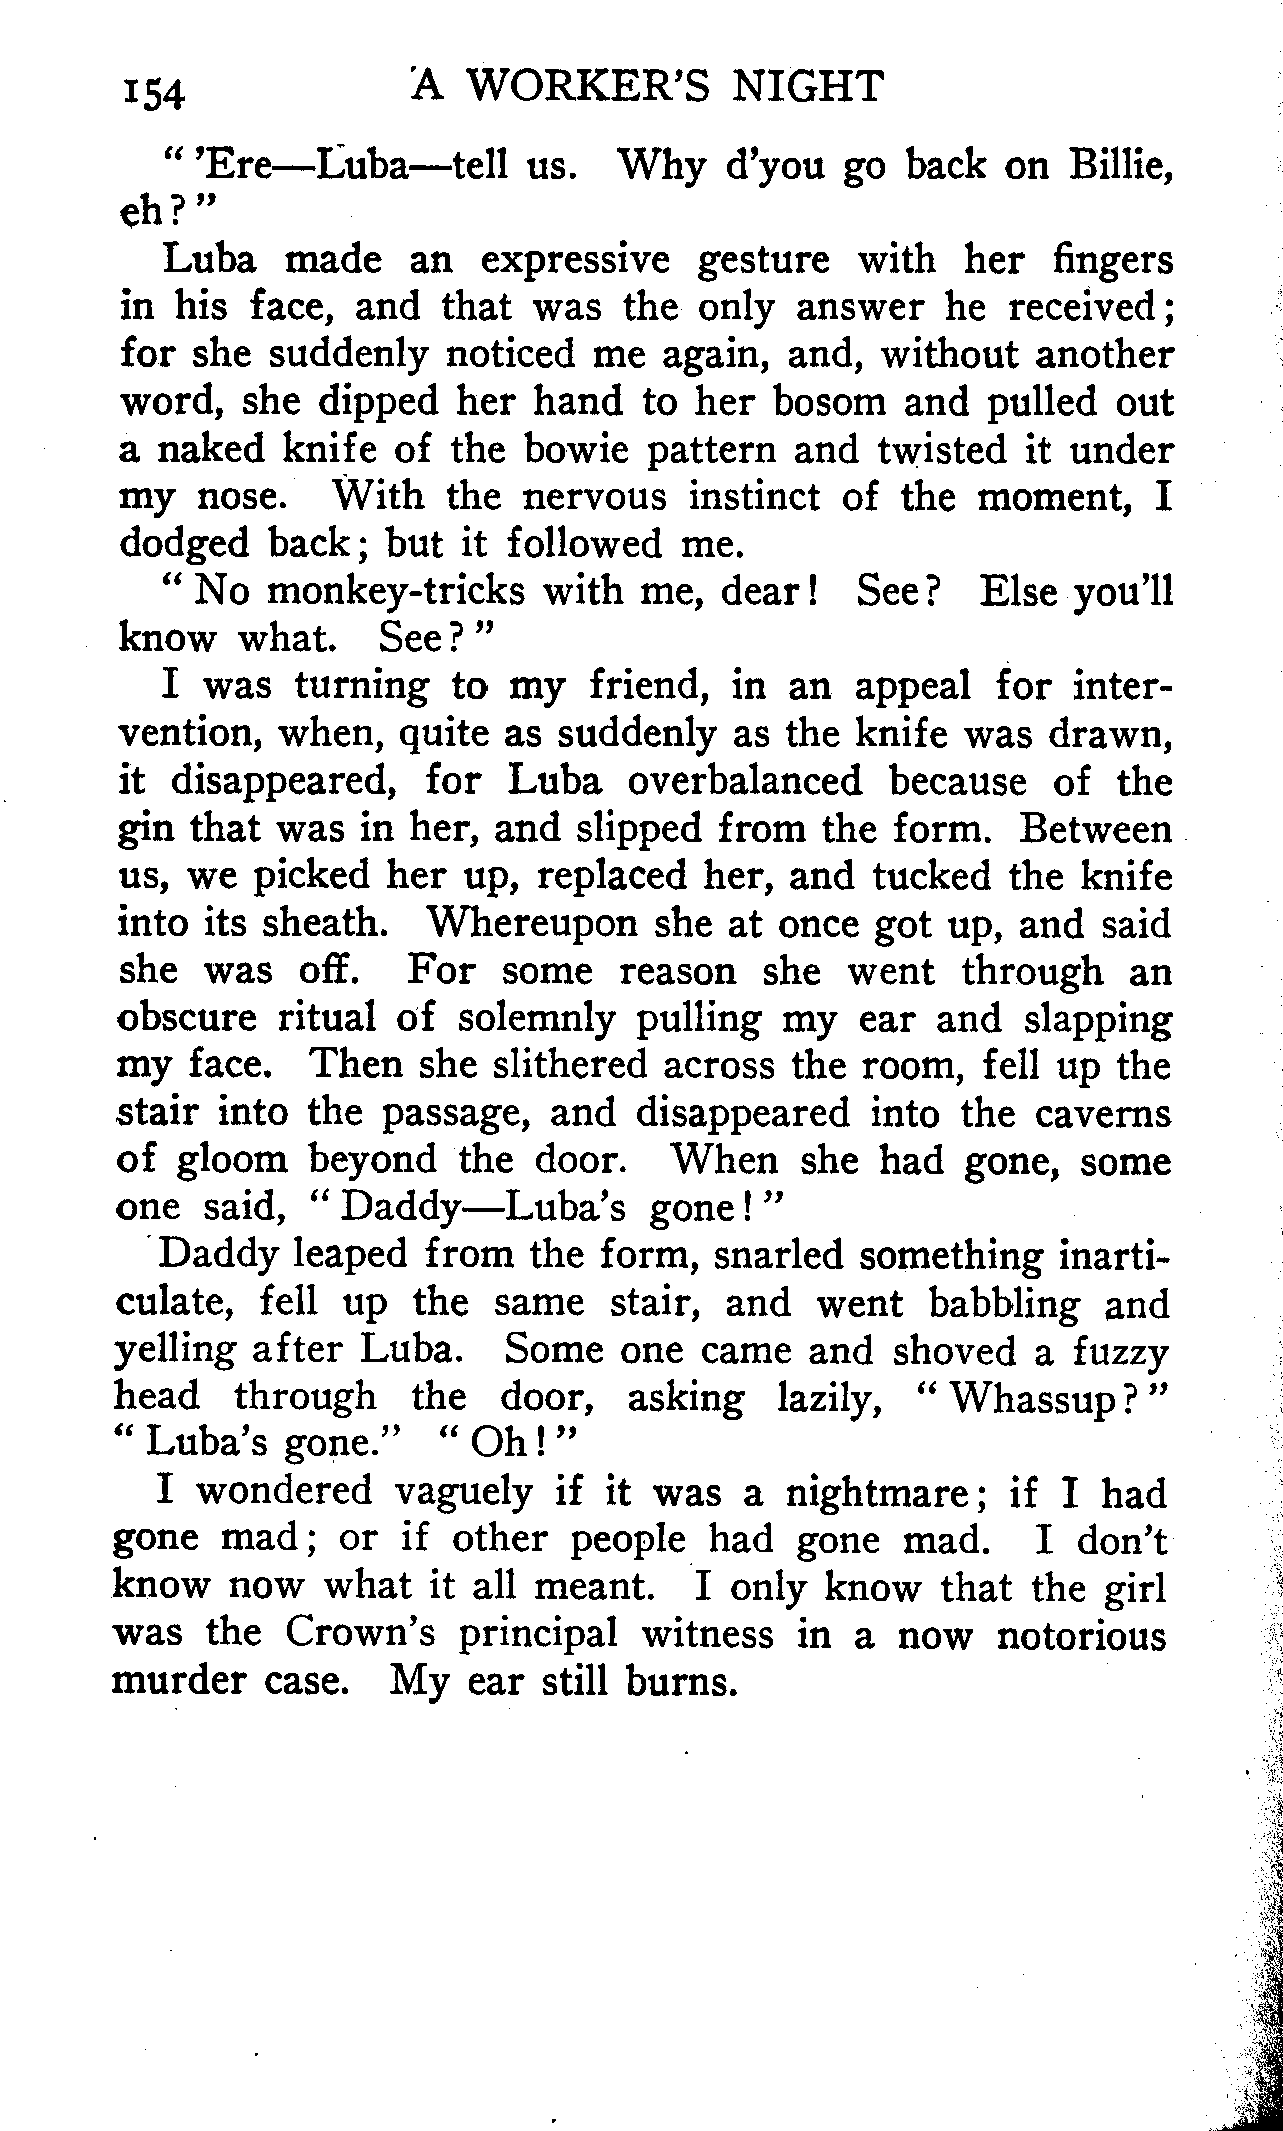 154 A WORKER'S NIGHT
" 'Ere—Luba—tell us. Why d'you go back on Billie,
eh? "
Luba made an expressive gesture with her fingers
in his face, and that was the only answer he received;
for she suddenly noticed me again, and, without another
word, she dipped her hand to her bosom and pulled out
a naked knife of the bowie pattern and twisted it under
my nose. With the nervous instinct of the moment, I
dodged back; but it followed me.
" No monkey-tricks with me, dear! See? Else you'll
know what. See? "
I was turning to my friend, in an appeal for inter-
vention, when, quite as suddenly as the knife was drawn,
it disappeared, for Luba overbalanced because of the
gin that was in her, and slipped from the form. Between
us, we picked her up, replaced her, and tucked the knife
into its sheath. Whereupon she at once got up, and said
she was off. For some reason she went through an
obscure ritual of solemnly pulling my ear and slapping
my face. Then she slithered across the room, fell up the
stair into the passage, and disappeared into the caverns
of gloom beyond the door. When she had gone, some
one said, " Daddy—Luba's gone! "
Daddy leaped from the form, snarled something inarti-
culate, fell up the same stair, and went babbling and
yelling after Luba. Some one came and shoved a fuzzy
head through the door, asking lazily, " Whassup? "
" Luba's gone." " Oh! "
I wondered vaguely if it was a nightmare; if I had
gone mad; or if other people had gone mad. I don't
know now what it all meant. I only know that the girl
was the Crown's principal witness in a now notorious
murder case. My ear still burns.